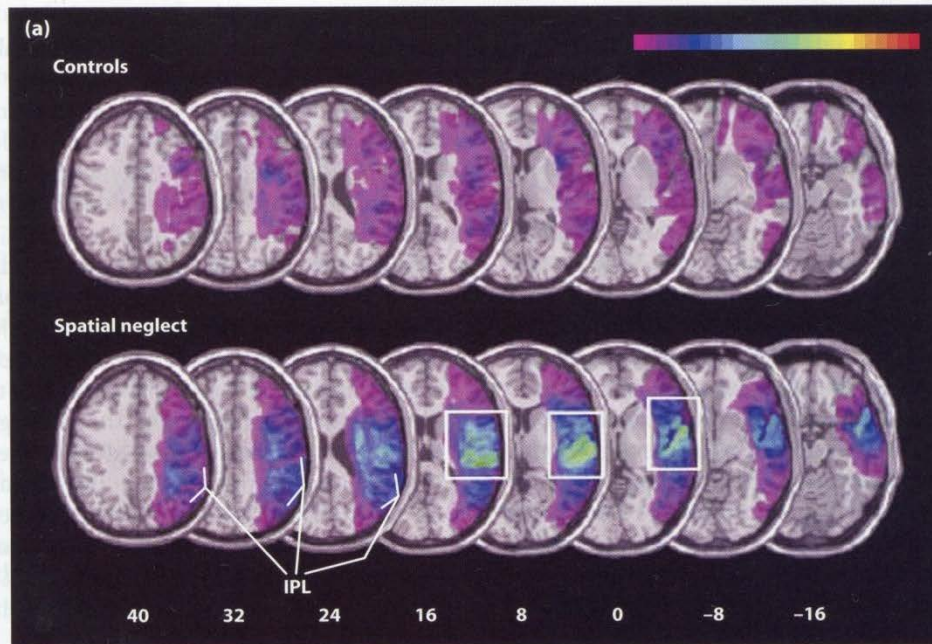 (a)
Controls
Spatial neglect
IPL
40 32 24 16 8 0 –8 –16